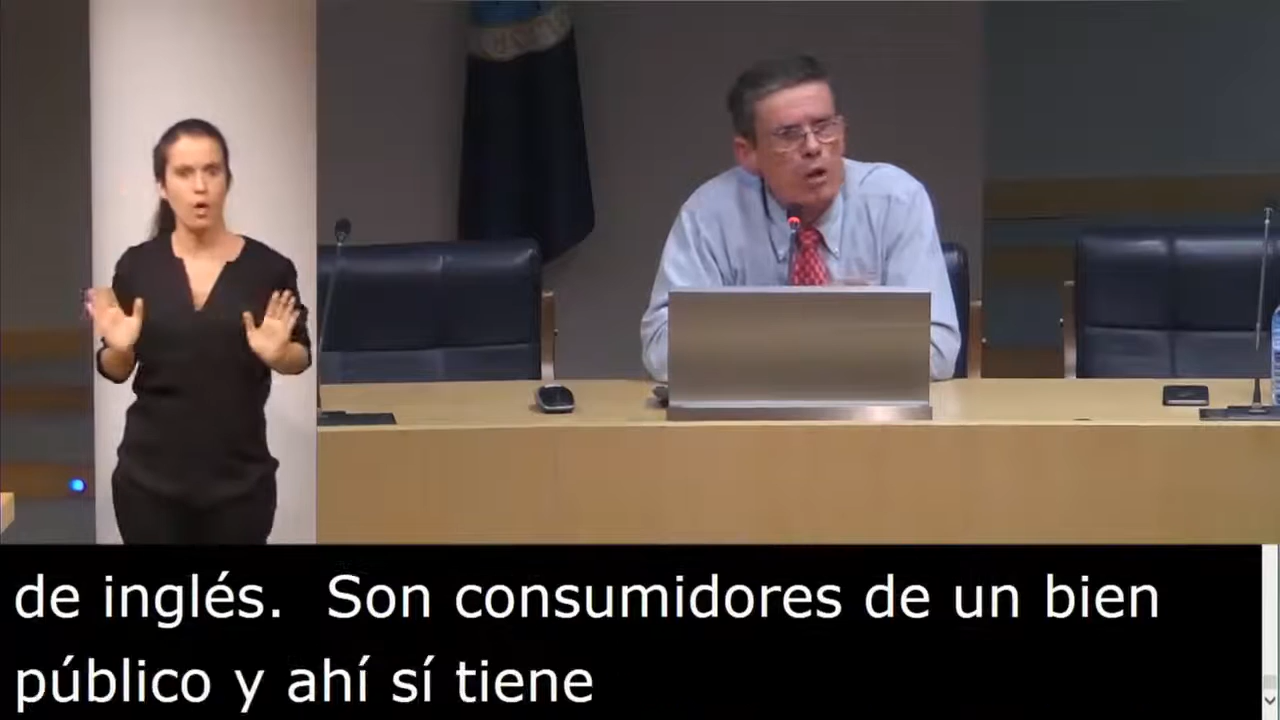 de inglés. Son consumidores de un bien
público y ahí sí tiene